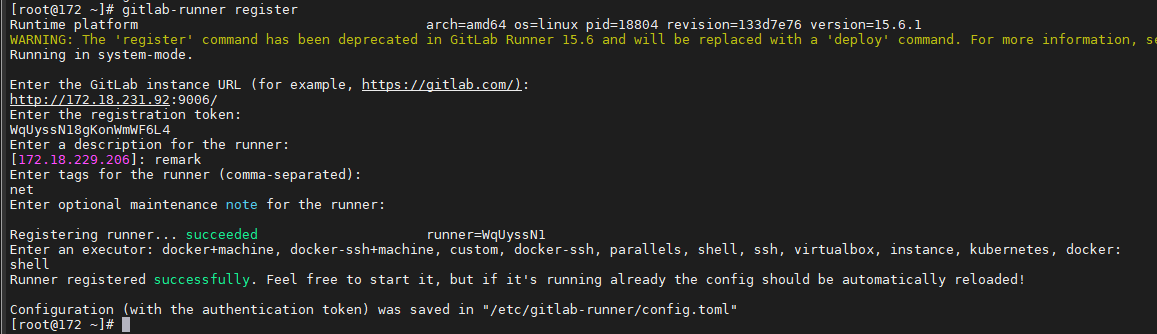 [root@172 ~]# gitlab-runner register
Runtime platform                                    arch=amd64 os=linux pid=18804 revision=133d7e76 version=15.6.1
WARNING: The 'register' command has been deprecated in GitLab Runner 15.6 and will be replaced with a 'deploy' command. For more information, se
Running in system-mode.
Enter the GitLab instance URL (for example, https://gitlab.com/):
http://172.18.231.92:9006/
Enter the registration token:
WqUyssN18gKonWmWF6L4
Enter a description for the runner:
[172.18.229.206]: remark
Enter tags for the runner (comma-separated):
net
Enter optional maintenance note for the runner:
Registering runner... succeeded                     runner=WqUyssN1
Enter an executor: docker+machine, docker-ssh+machine, custom, docker-ssh, parallels, shell, ssh, virtualbox, instance, kubernetes, docker:
shell
Runner registered successfully. Feel free to start it, but if it's running already the config should be automatically reloaded!
Configuration (with the authentication token) was saved in "/etc/gitlab-runner/config.toml"
[root@172 ~]#